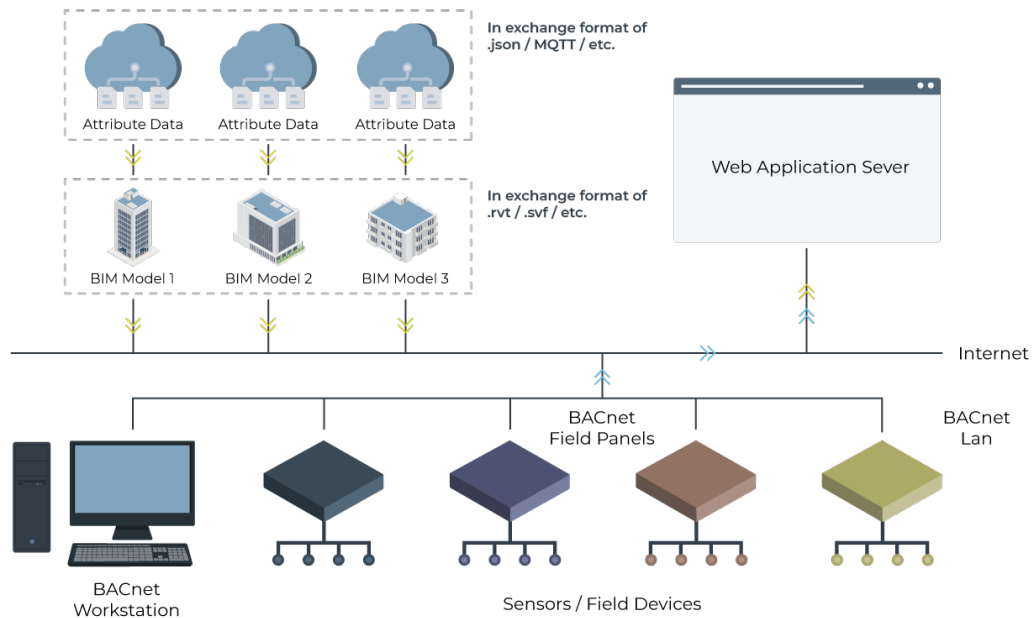 In exchange format of
.json / MQTT / etc.
Attribute Data
Attribute Data
Attribute Data
Web Application Sever
In exchange format of
.rvt / .svf / etc.
BIM Model 1
BIM Model 2
BIM Model 3
Internet
BACnet
Field Panels
BACnet
Lan
BACnet
Workstation
Sensors / Field Devices